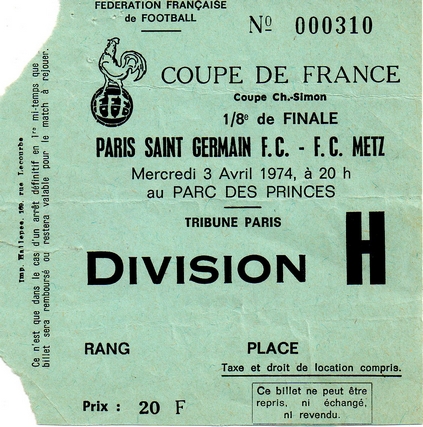 FEDERATION FRANÇAISE
de FOOTBALL
Nº 000310
COUPE DE FRANCE
Coupe Ch.-Simon
1/8e de FINALE
PARIS SAINT GERMAIN F.C. - F.C. METZ
Mercredi 3 Avril 1974, à 20 h
au PARC DES PRINCES
TRIBUNE PARIS
DIVISION H
RANG PLACE
Taxe et droit de location compris.
Prix : 20 F
Ce billet ne peut être
repris, ni échangé,
ni revendu.
Imp. rue Lecourbe
Ce n'est que dans le cas d'un arrêt définitif en 1re mi-temps que
billet sera remboursé ou restera valable pour le match à rejouer.